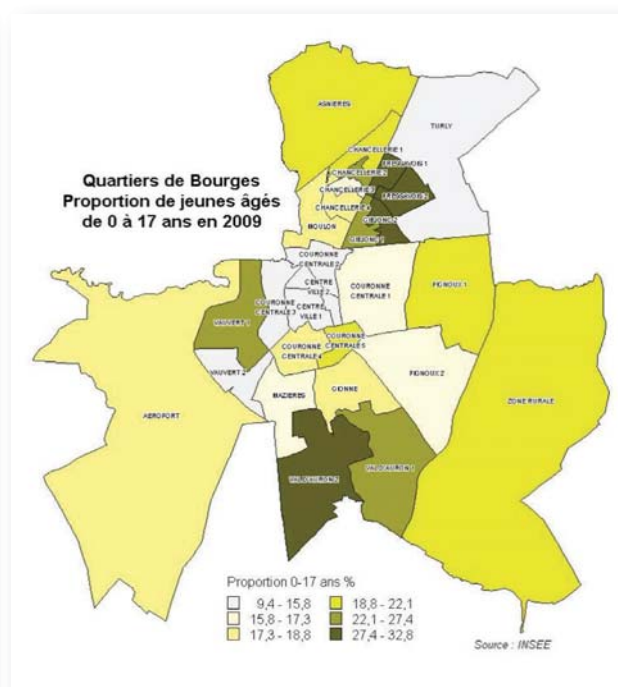 Quartiers de Bourges
Proportion de jeunes âgés
de 0 à 17 ans en 2009
ASNIERES
TURLY
CHANCELLERIE 1
CHANCELLERIE 2
CHANCELLERIE 3
CHANCELLERIE 4
GIBJONC 2
MOULON
COURONNE
CENTRALE 2
CENTRE
VILLE 2
COURONNE
CENTRALE 3
CENTRE
VILLE 1
COURONNE
CENTRALE 1
PIGNOUX 1
VAUVERT 1
COURONNE
CENTRALE 4
COURONNE
CENTRALE 5
VAUVERT 2
PIGNOUX 2
MAZIERES
GIONNE
AEROPORT
ZONE RURALE
VAL D'AURON 2
VAL D'AURON 1
Proportion 0-17 ans %
9,4 - 15,8
15,8 - 17,3
17,3 - 18,8
18,8 - 22,1
22,1 - 27,4
27,4 - 32,8
Source : INSEE